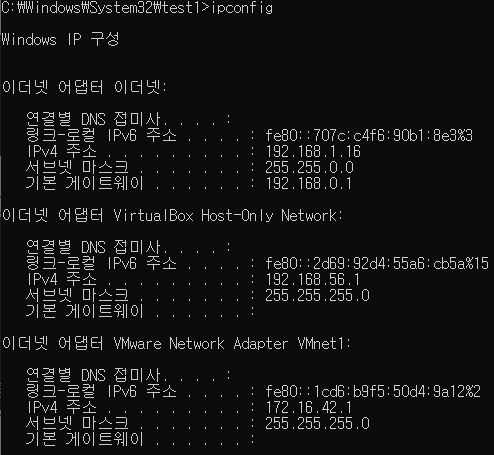 C:\Windows\System32\test1>ipconfig
Windows IP 구성
이더넷 어댑터 이더넷:
연결별 DNS 접미사. . . . :
링크-로컬 IPv6 주소 . . . . : fe80::707c:c4f6:90b1:8e3%3
IPv4 주소 . . . . . . . . . : 192.168.1.16
서브넷 마스크 . . . . . . . : 255.255.0.0
기본 게이트웨이 . . . . . . : 192.168.0.1
이더넷 어댑터 VirtualBox Host-Only Network:
연결별 DNS 접미사. . . . :
링크-로컬 IPv6 주소 . . . . : fe80::2d69:92d4:55a6:cb5a%15
IPv4 주소 . . . . . . . . . : 192.168.56.1
서브넷 마스크 . . . . . . . : 255.255.255.0
기본 게이트웨이 . . . . . . :
이더넷 어댑터 VMware Network Adapter VMnet1:
연결별 DNS 접미사. . . . :
링크-로컬 IPv6 주소 . . . . : fe80::1cd6:b9f5:50d4:9a12%2
IPv4 주소 . . . . . . . . . : 172.16.42.1
서브넷 마스크 . . . . . . . : 255.255.255.0
기본 게이트웨이 . . . . . . :